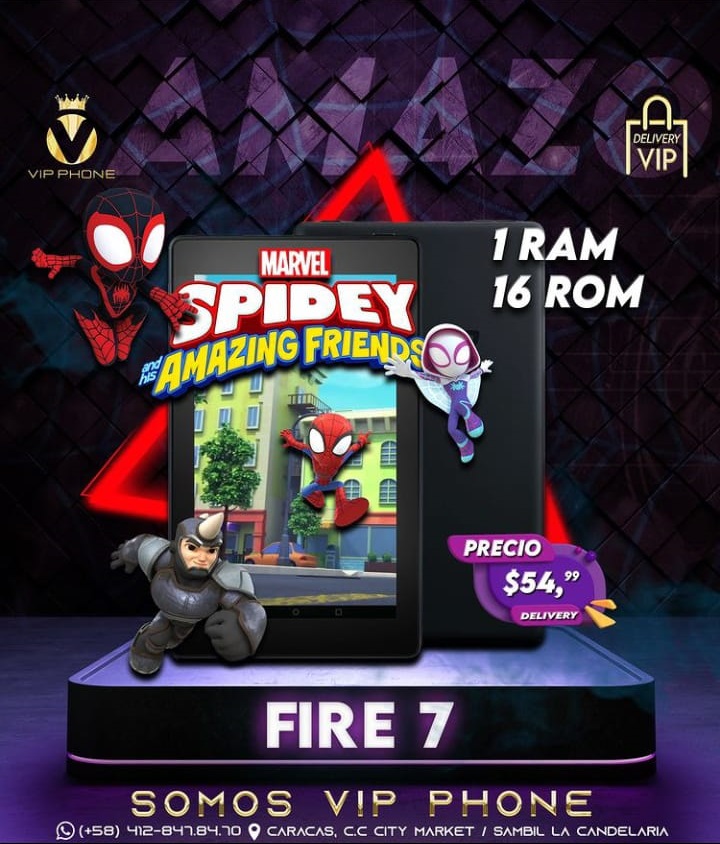 AMAZO
VIP PHONE
DELIVERY
VIP
1 RAM
16 ROM
MARVEL
SPIDEY
and his AMAZING FRIENDS
PRECIO
$54,99
DELIVERY
FIRE 7
SOMOS VIP PHONE
(+58) 412-847.84.70 CARACAS, C.C CITY MARKET / SAMBIL LA CANDELARIA